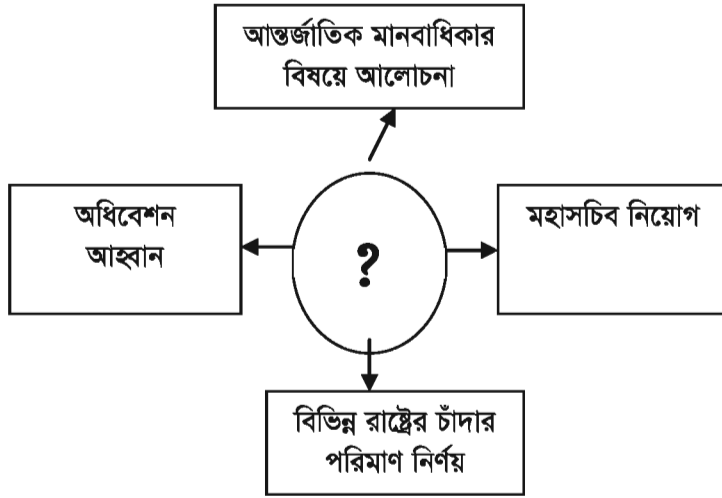 আন্তর্জাতিক মানবাধিকার
বিষয়ে আলোচনা
অধিবেশন
আহ্বান
?
মহাসচিব নিয়োগ
বিভিন্ন রাষ্ট্রের চাঁদার
পরিমাণ নির্ণয়